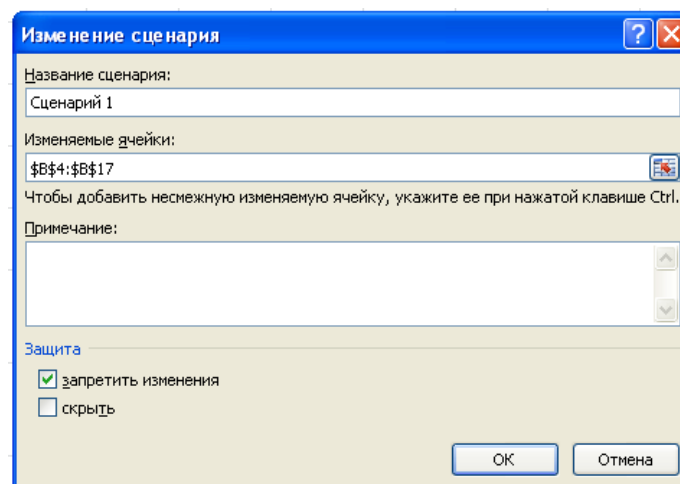 Изменение сценария
Название сценария:
Сценарий 1
Изменяемые ячейки:
$B$4:$B$17
Чтобы добавить несмежную изменяемую ячейку, укажите ее при нажатой клавише Ctrl.
Примечание:
Защита
запретить изменения
скрыть
ОК
Отмена